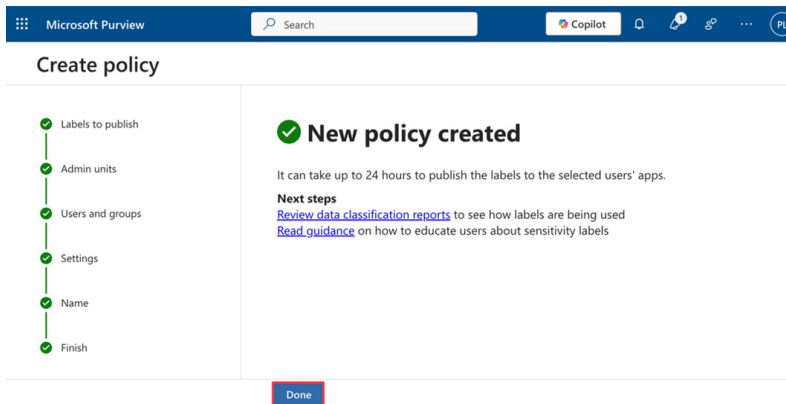 Microsoft Purview
Search
Copilot
1
PL
Create policy
Labels to publish
Admin units
Users and groups
Settings
Name
Finish
New policy created
It can take up to 24 hours to publish the labels to the selected users' apps.
Next steps
Review data classification reports to see how labels are being used
Read guidance on how to educate users about sensitivity labels
Done